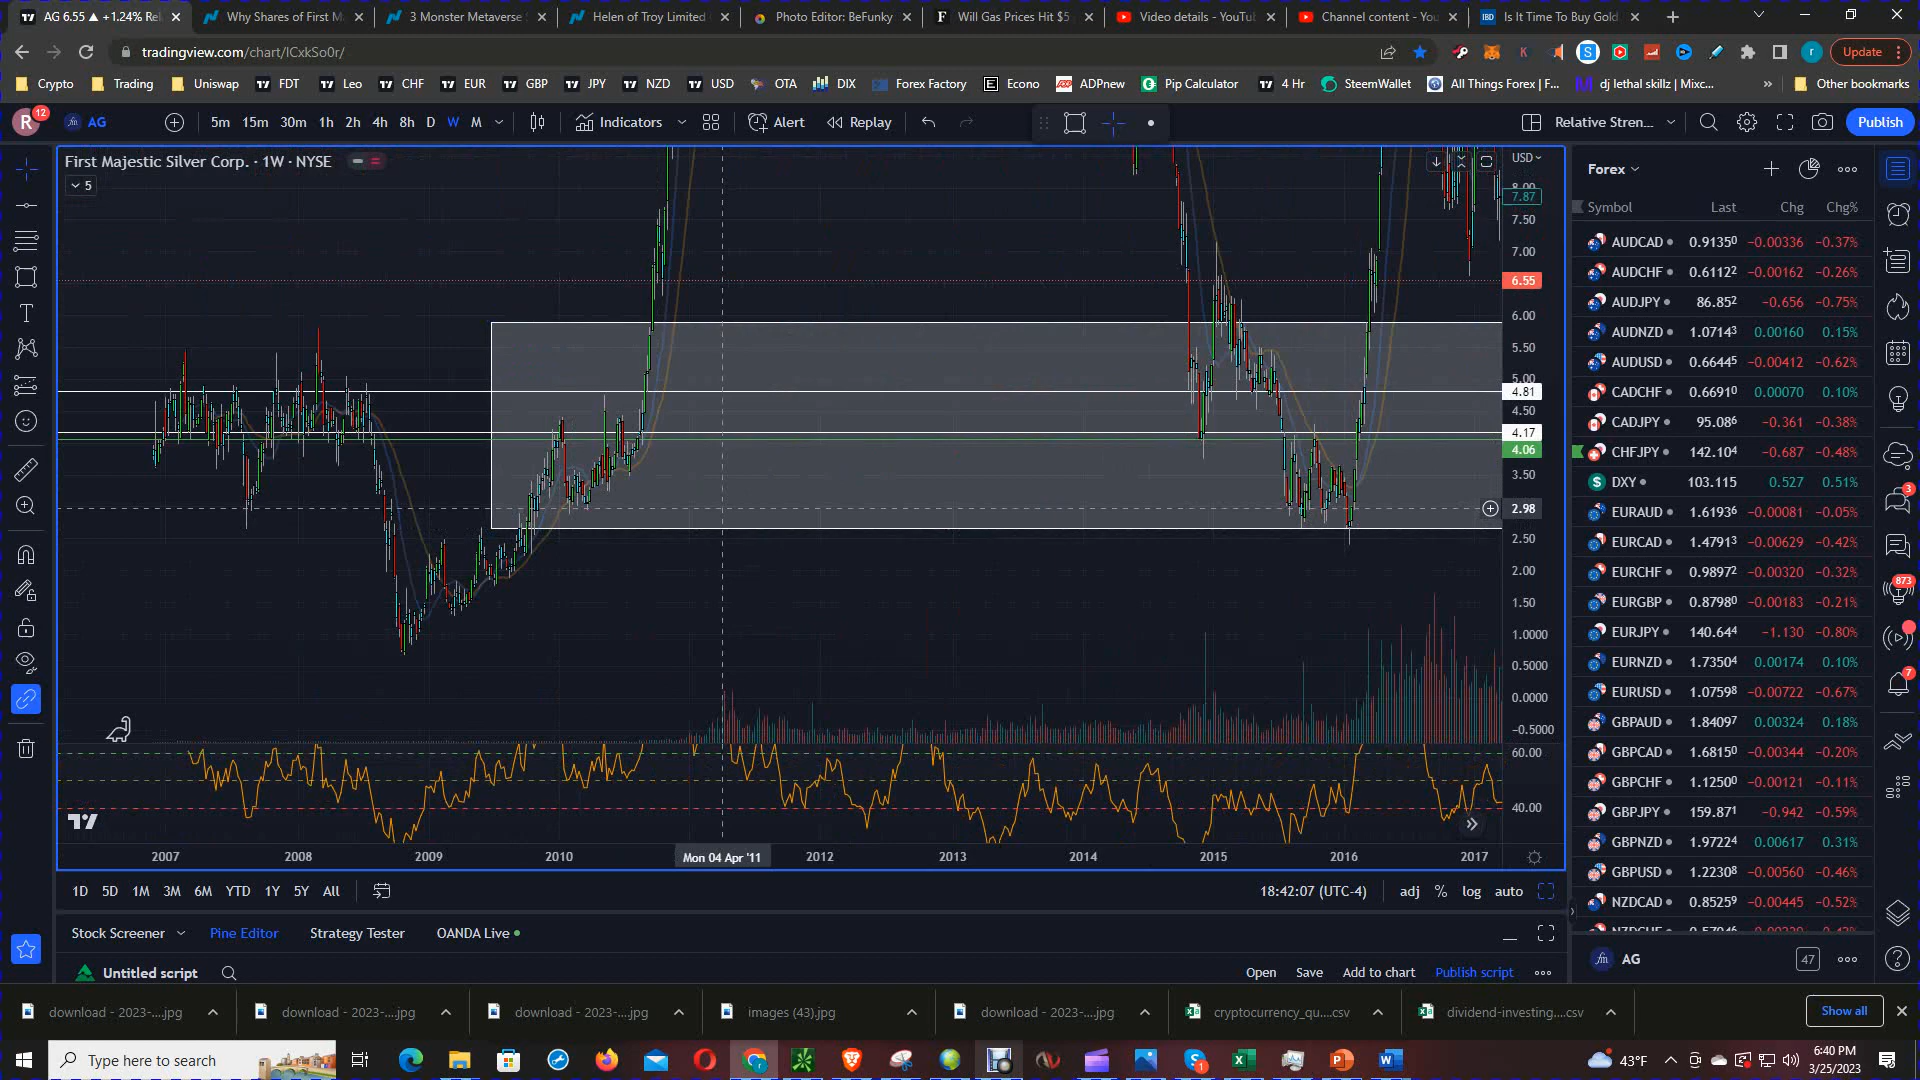 AG 6.55 ▲ +1.24% Rel
Why Shares of First M
3 Monster Metaverse S
Helen of Troy Limited
Photo Editor: BeFunky
Will Gas Prices Hit $5
Video details - YouTu
Channel content - You
Is It Time To Buy Gold
tradingview.com/chart/ICxkSo0r/
Update
Crypto Trading Uniswap FDT Leo CHF EUR GBP JPY NZD USD OTA DIX Forex Factory Econo ADPnew Pip Calculator 4 Hr SteemWallet All Things Forex | F... dj lethal skillz | Mixc... » Other bookmarks
R 12 AG 5m 15m 30m 1h 2h 4h 8h D W M Indicators Alert Replay Relative Stren... Publish
First Majestic Silver Corp. · 1W · NYSE
5
USD
8.00
7.87
7.50
7.00
6.55
6.00
5.50
5.00
4.81
4.50
4.17
4.06
3.50
2.98
2.50
2.00
1.50
1.0000
0.5000
0.0000
-0.5000
60.00
40.00
2007 2008 2009 2010 Mon 04 Apr '11 2012 2013 2014 2015 2016 2017
Forex
Symbol Last Chg Chg%
AUDCAD 0.91350 −0.00336 −0.37%
AUDCHF 0.61122 −0.00162 −0.26%
AUDJPY 86.852 −0.656 −0.75%
AUDNZD 1.07143 0.00160 0.15%
AUDUSD 0.66445 −0.00412 −0.62%
CADCHF 0.66910 0.00070 0.10%
CADJPY 95.086 −0.361 −0.38%
CHFJPY 142.104 −0.687 −0.48%
DXY 103.115 0.527 0.51%
EURAUD 1.61936 −0.00081 −0.05%
EURCAD 1.47913 −0.00629 −0.42%
EURCHF 0.98972 −0.00320 −0.32%
EURGBP 0.87980 −0.00183 −0.21%
EURJPY 140.644 −1.130 −0.80%
EURNZD 1.73504 0.00174 0.10%
EURUSD 1.07598 −0.00722 −0.67%
GBPAUD 1.84097 0.00324 0.18%
GBPCAD 1.68150 −0.00344 −0.20%
GBPCHF 1.12500 −0.00121 −0.11%
GBPJPY 159.871 −0.942 −0.59%
GBPNZD 1.97224 0.00617 0.31%
GBPUSD 1.22308 −0.00560 −0.46%
NZDCAD 0.85259 −0.00445 −0.52%
3
873
7
1D 5D 1M 3M 6M YTD 1Y 5Y All 18:42:07 (UTC-4) adj % log auto
Stock Screener Pine Editor Strategy Tester OANDA Live
AG 47
Untitled script Open Save Add to chart Publish script
download - 2023-....jpg
download - 2023-....jpg
download - 2023-....jpg
images (43).jpg
download - 2023-....jpg
cryptocurrency_qu....csv
dividend-investing....csv
Show all
Type here to search
43°F
6:40 PM
3/25/2023